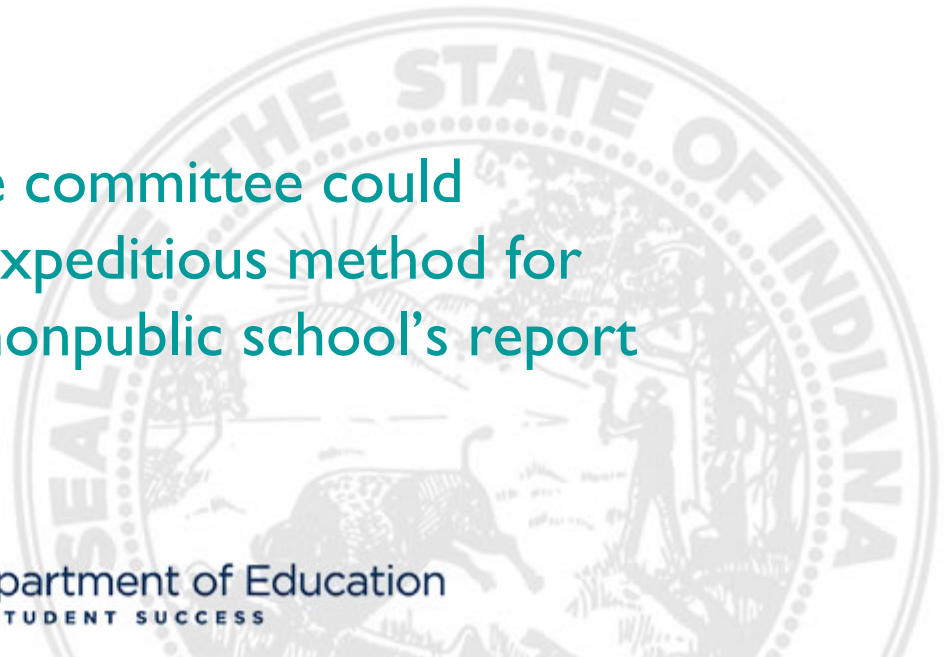 SEAL OF THE STATE OF INDIANA
e committee could
xpeditious method for
onpublic school's report
partment of Education
TUDENT SUCCESS